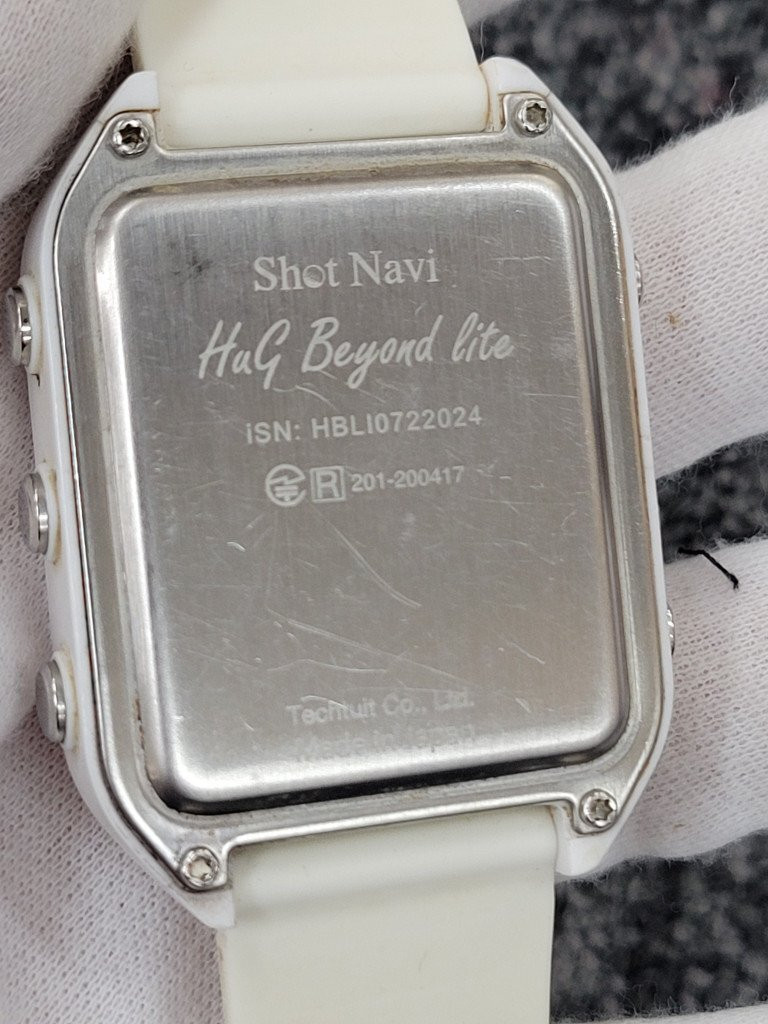 Shot Navi
HuG Beyond lite
iSN: HBLI0722024
R 201-200417
Techtuit Co., Ltd.
Made in Japan